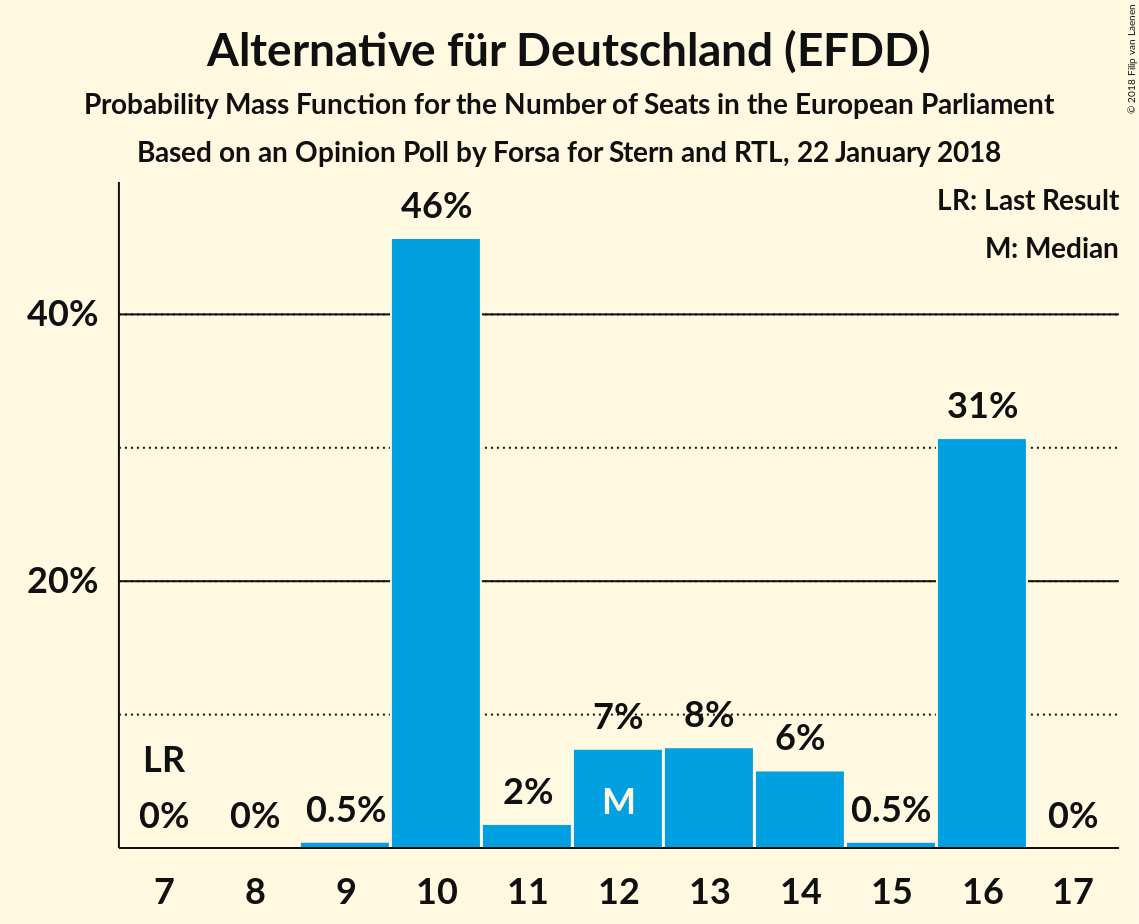 Alternative für Deutschland (EFDD)
Probability Mass Function for the Number of Seats in the European Parliament
Based on an Opinion Poll by Forsa for Stern and RTL, 22 January 2018
© 2018 Filip van Laenen
LR: Last Result
M: Median
46%
40%
31%
20%
7% 8%
6%
LR
2%
M
0% 0% 0.5% 0.5% 0%
7 8 9 10 11 12 13 14 15 16 17